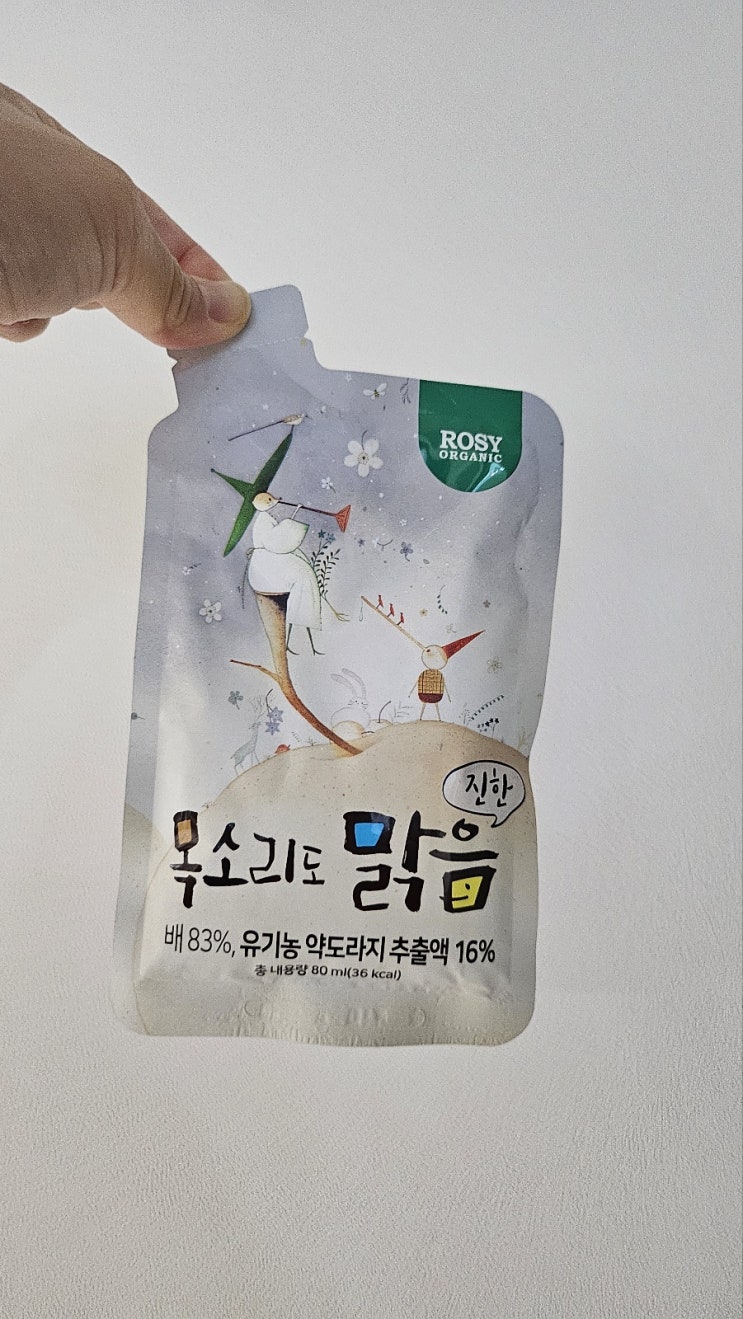 ROSY
ORGANIC
진한
목소리도 맑음
배 83%, 유기농 약도라지 추출액 16%
총 내용량 80 ml(36 kcal)